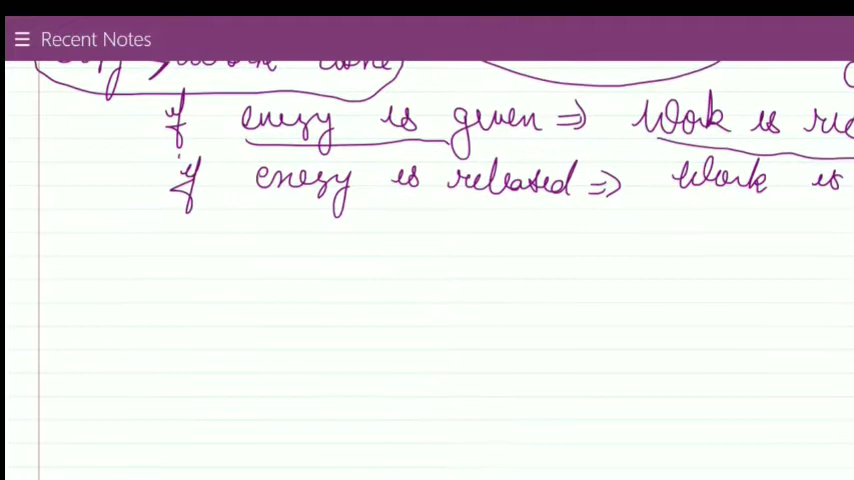 Recent Notes
if energy is given ⇒ Work is
if energy is released ⇒ Work is